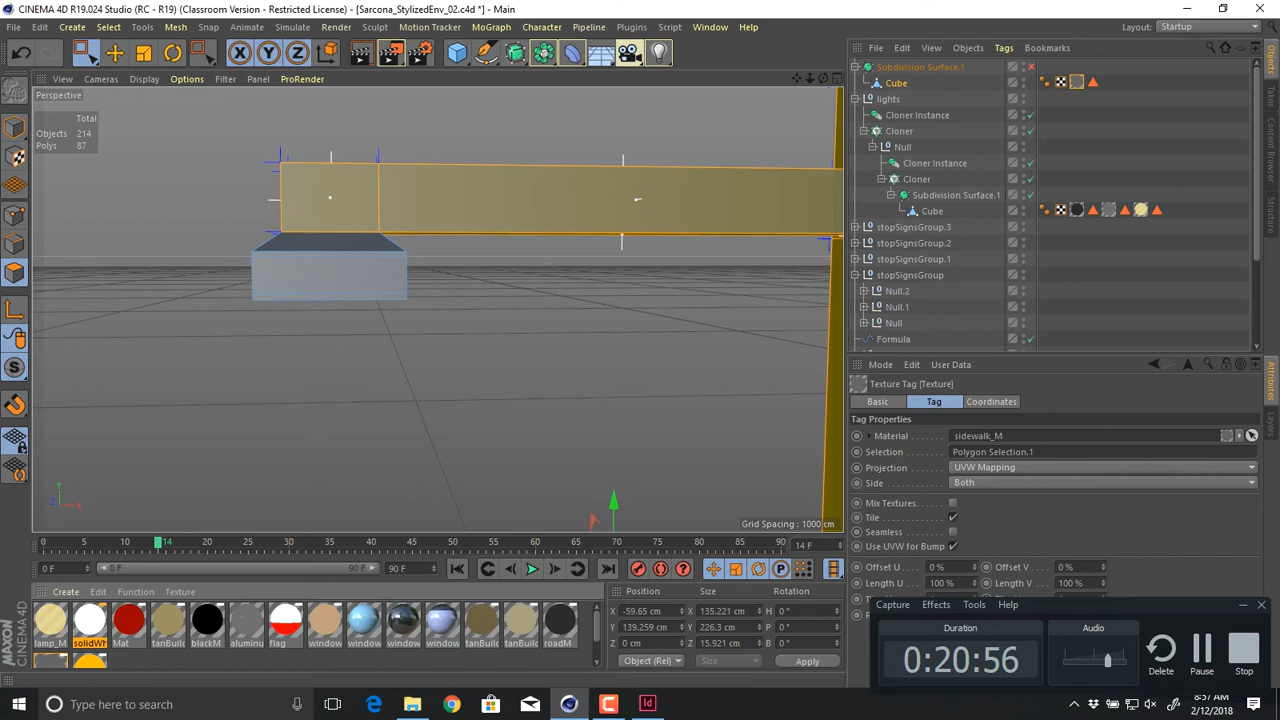 CINEMA 4D R19.024 Studio (RC - R19) (Classroom Version - Restricted License) - [Sarcona_StylizedEnv_02.c4d *] - Main
File Edit Create Select Tools Mesh Snap Animate Simulate Render Sculpt Motion Tracker MoGraph Character Pipeline Plugins Script Window Help
Layout: Startup
X Y Z
File Edit View Objects Tags Bookmarks
View Cameras Display Options Filter Panel ProRender
Perspective
Total
Objects 214
Polys 87
Subdivision Surface.1
Cube
lights
Cloner Instance
Cloner
Null
Cloner Instance
Cloner
Subdivision Surface.1
Cube
stopSignsGroup.3
stopSignsGroup.2
stopSignsGroup.1
stopSignsGroup
Null.2
Null.1
Null
Formula
Objects
Takes
Content Browser
Structure
Mode Edit User Data
Texture Tag [Texture]
Basic Tag Coordinates
Tag Properties
Material sidewalk_M
Selection Polygon Selection.1
Projection UVW Mapping
Side Both
Mix Textures
Tile
Seamless
Use UVW for Bump
Offset U 0 % Offset V 0 %
Length U 100 % Length V 100 %
Attributes
Layers
Y
Z X
Grid Spacing : 1000 cm
0 5 10 14 20 25 30 35 40 45 50 55 60 65 70 75 80 85 90 14 F
0 F 0 F 90 F 90 F
Create Edit Function Texture
lamp_M solidWh Mat tanBuild blackM aluminu flag window window window window tanBuild tanBuild roadM
Position Size Rotation
X -59.65 cm X 135.221 cm H 0 °
Y 139.259 cm Y 226.3 cm P 0 °
Z 0 cm Z 15.921 cm B 0 °
Object (Rel) Size Apply
MAXON CINEMA 4D
Capture Effects Tools Help
Duration Audio
0:20:56
Delete Pause Stop
Type here to search
8:57 AM
2/12/2018